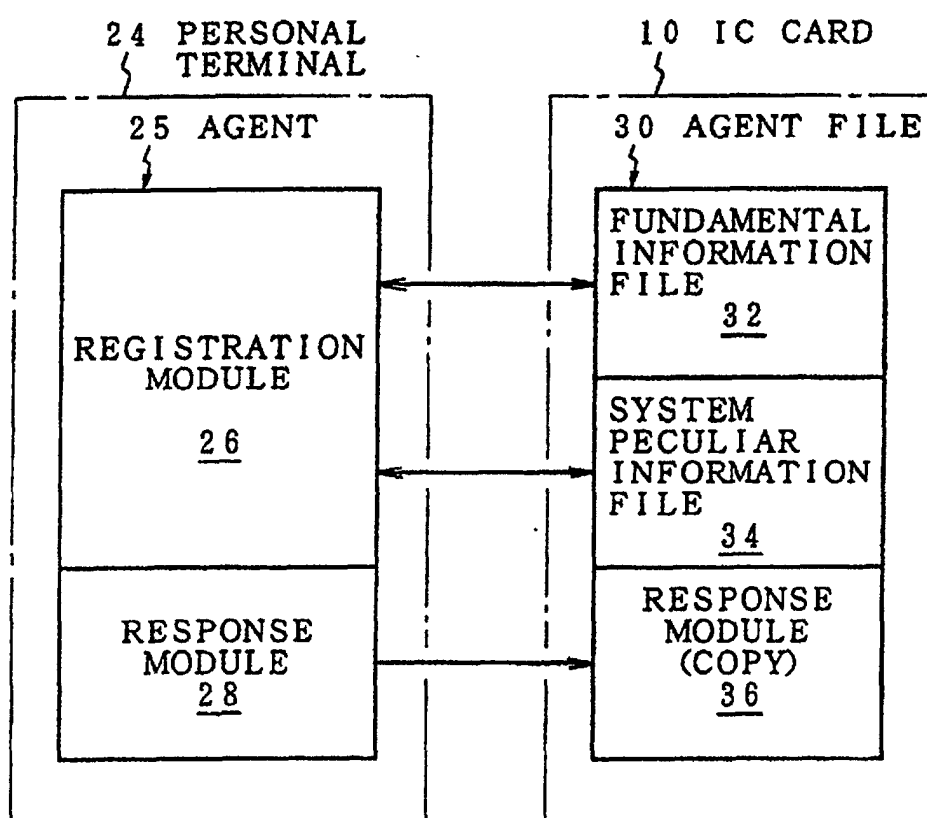 24 PERSONAL
TERMINAL
10 IC CARD
25 AGENT
30 AGENT FILE
REGISTRATION
MODULE
26
RESPONSE
MODULE
28
FUNDAMENTAL
INFORMATION
FILE
32
SYSTEM
PECULIAR
INFORMATION
FILE
34
RESPONSE
MODULE
(COPY)
36